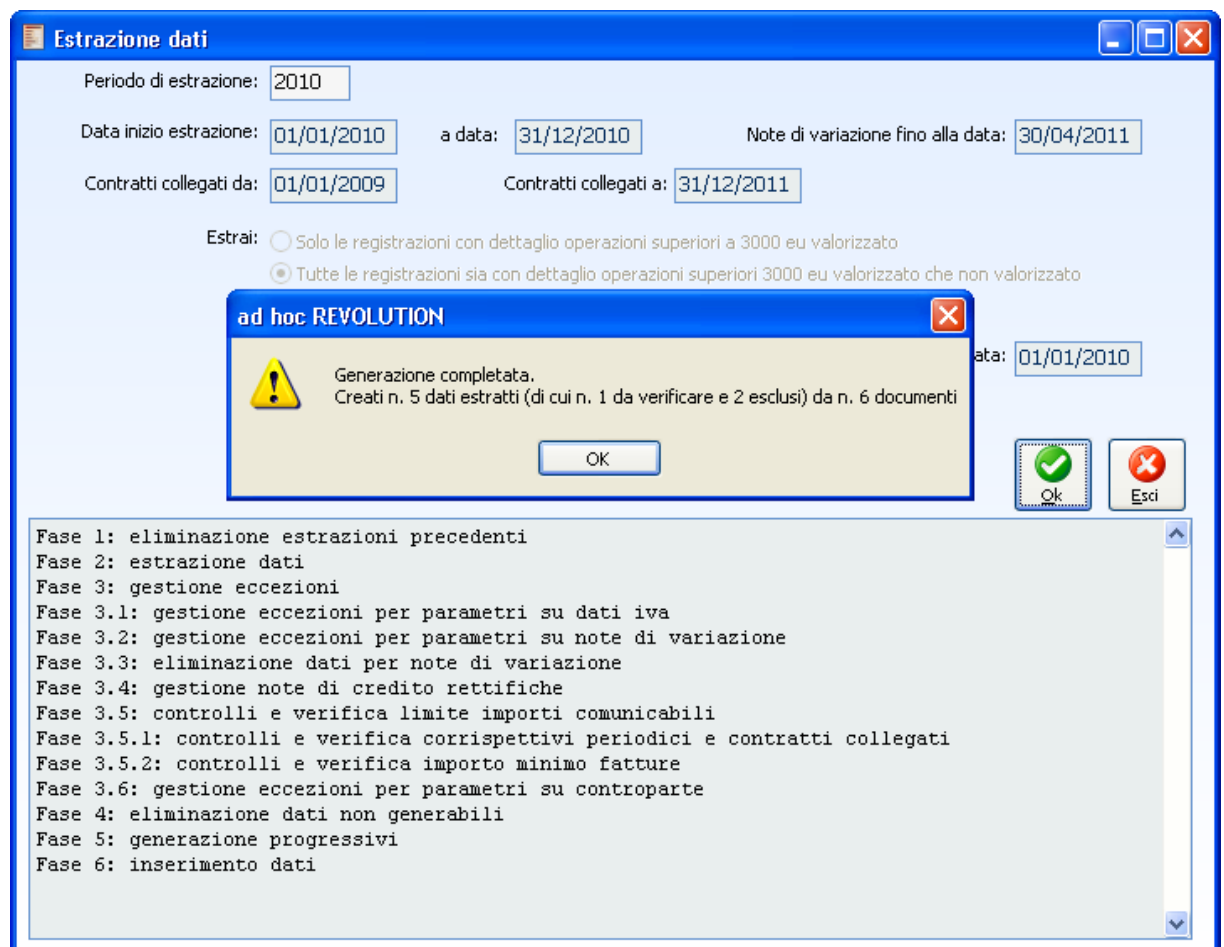 Estrazione dati
Periodo di estrazione: 2010
Data inizio estrazione: 01/01/2010 a data: 31/12/2010 Note di variazione fino alla data: 30/04/2011
Contratti collegati da: 01/01/2009 Contratti collegati a: 31/12/2011
Estrai: Solo le registrazioni con dettaglio operazioni superiori a 3000 eu valorizzato
Tutte le registrazioni sia con dettaglio operazioni superiori 3000 eu valorizzato che non valorizzato
ad hoc REVOLUTION
ata: 01/01/2010
Generazione completata.
Creati n. 5 dati estratti (di cui n. 1 da verificare e 2 esclusi) da n. 6 documenti
OK
Ok Esci
Fase 1: eliminazione estrazioni precedenti
Fase 2: estrazione dati
Fase 3: gestione eccezioni
Fase 3.1: gestione eccezioni per parametri su dati iva
Fase 3.2: gestione eccezioni per parametri su note di variazione
Fase 3.3: eliminazione dati per note di variazione
Fase 3.4: gestione note di credito rettifiche
Fase 3.5: controlli e verifica limite importi comunicabili
Fase 3.5.1: controlli e verifica corrispettivi periodici e contratti collegati
Fase 3.5.2: controlli e verifica importo minimo fatture
Fase 3.6: gestione eccezioni per parametri su controparte
Fase 4: eliminazione dati non generabili
Fase 5: generazione progressivi
Fase 6: inserimento dati